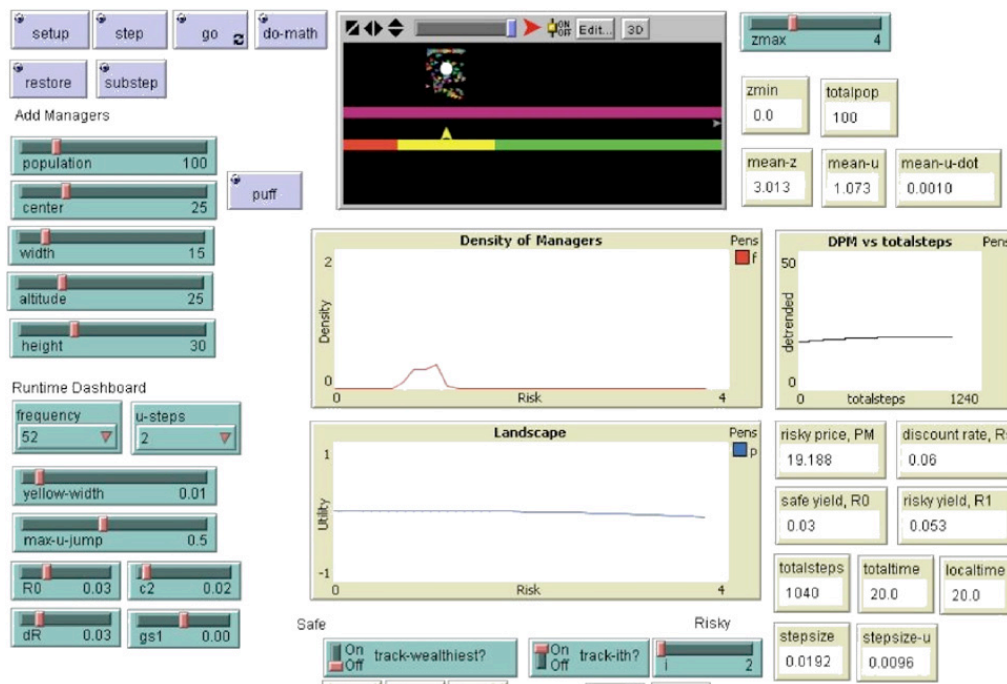 setup step go do-math
restore substep
Add Managers
population 100
center 25
puff
width 15
altitude 25
height 30
Runtime Dashboard
frequency
52
u-steps
2
yellow-width 0.01
max-u-jump 0.5
R0 0.03
c2 0.02
dR 0.03
gs1 0.00
ON
OFF
Edit...
3D
zmax 4
zmin
0.0
totalpop
100
mean-z
3.013
mean-u
1.073
mean-u-dot
0.0010
Density of Managers
Pens
f
2
Density
0
0 Risk 4
DPM vs totalsteps
Pens
50
detrended
0
0 totalsteps 1240
Landscape
Pens
p
1
Utility
-1
0 Risk 4
risky price, PM
19.188
discount rate, R
0.06
safe yield, R0
0.03
risky yield, R1
0.053
totalsteps
1040
totaltime
20.0
localtime
20.0
stepsize
0.0192
stepsize-u
0.0096
Safe Risky
On
Off
track-wealthiest?
On
Off
track-ith?
i 2